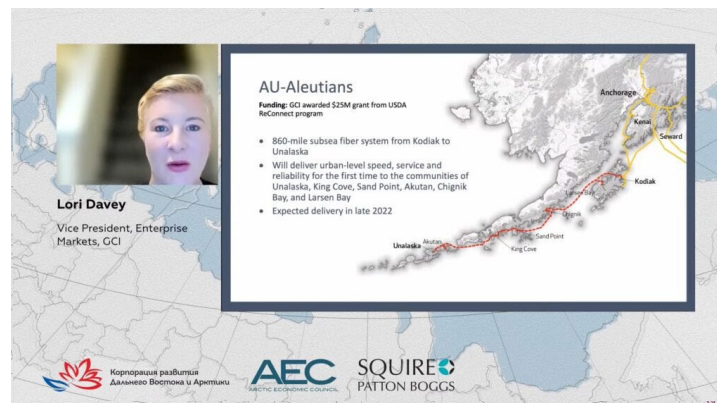 Lori Davey
Vice President, Enterprise
Markets, GCI
AU-Aleutians
Funding: GCI awarded $25M grant from USDA
ReConnect program
• 860-mile subsea fiber system from Kodiak to
Unalaska
• Will deliver urban-level speed, service and
reliability for the first time to the communities of
Unalaska, King Cove, Sand Point, Akutan, Chignik
Bay, and Larsen Bay
• Expected delivery in late 2022
Anchorage
Kenai
Seward
Kodiak
Larsen Bay
Chignik
Sand Point
King Cove
Akutan
Unalaska
Корпорация развития
Дальнего Востока и Арктики
AEC
ARCTIC ECONOMIC COUNCIL
SQUIRE
PATTON BOGGS